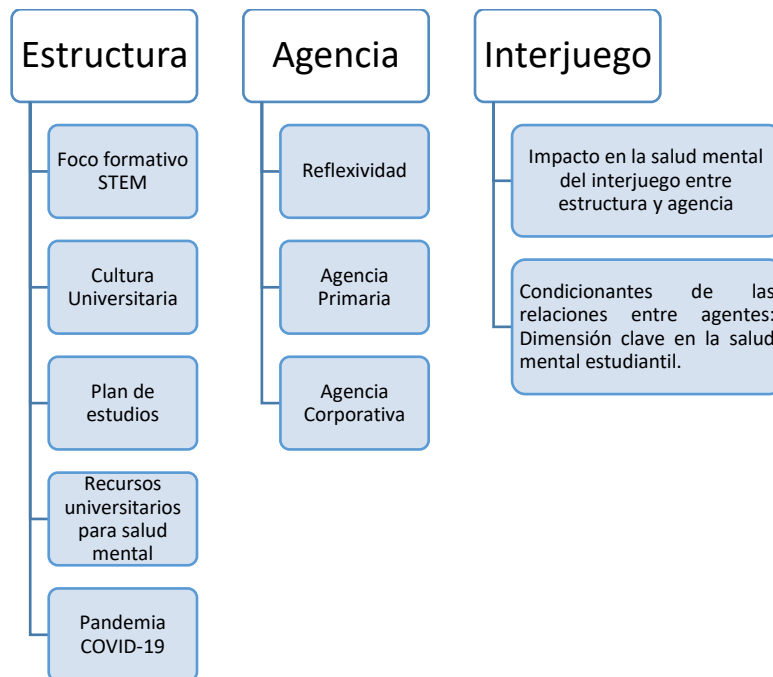 Estructura
Foco formativo
STEM
Cultura
Universitaria
Plan de
estudios
Recursos
universitarios
para salud
mental
Pandemia
COVID-19
Agencia
Reflexividad
Agencia
Primaria
Agencia
Corporativa
Interjuego
Impacto en la salud mental
del interjuego entre
estructura y agencia
Condicionantes de las
relaciones entre agentes:
Dimensión clave en la salud
mental estudiantil.